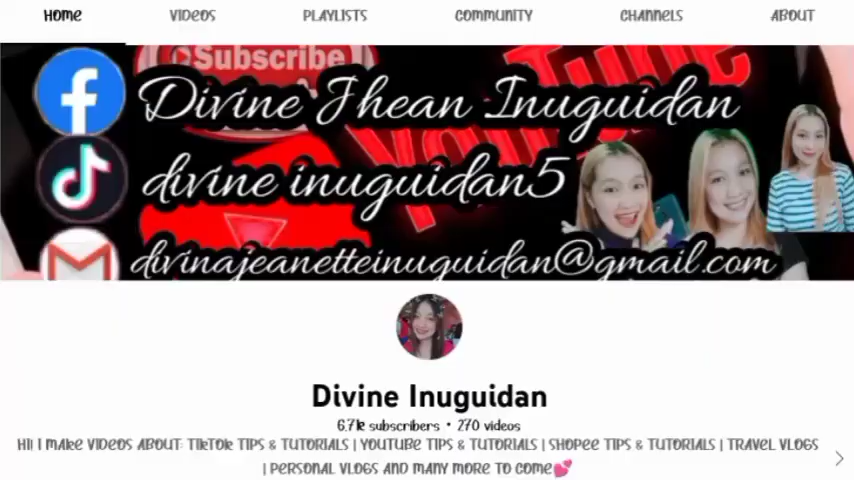 HOME VIDEOS PLAYLISTS COMMUNITY CHANNELS ABOUT
Subscribe
YouTube
Divine Jhean Inuguidan
divine inuguidan5
divinajeanetteinuguidan@gmail.com
Divine Inuguidan
6.71k subscribers • 270 videos
HI! I MAKE VIDEOS ABOUT: TIKTOK TIPS & TUTORIALS | YOUTUBE TIPS & TUTORIALS | SHOPEE TIPS & TUTORIALS | TRAVEL VLOGS
| PERSONAL VLOGS AND MANY MORE TO COME💕